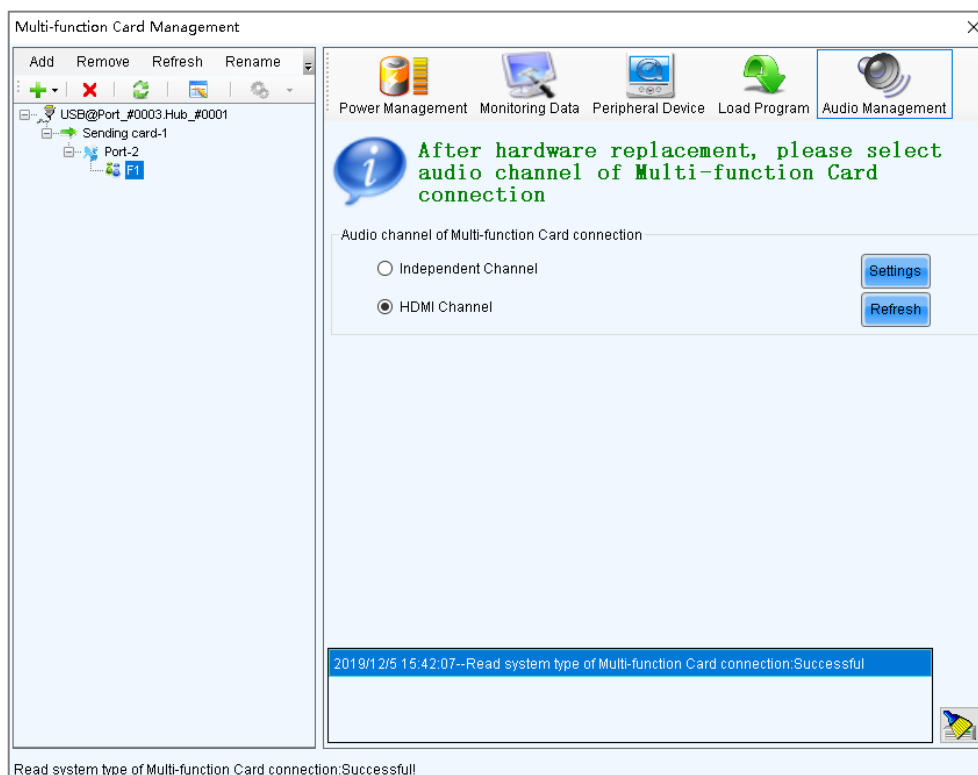 Multi-function Card Management
Add Remove Refresh Rename
USB@Port_#0003.Hub_#0001
Sending card-1
Port-2
F1
Power Management Monitoring Data Peripheral Device Load Program Audio Management
After hardware replacement, please select
audio channel of Multi-function Card
connection
Audio channel of Multi-function Card connection
Independent Channel
Settings
HDMI Channel
Refresh
2019/12/5 15:42:07--Read system type of Multi-function Card connection:Successful
Read system type of Multi-function Card connection:Successful!